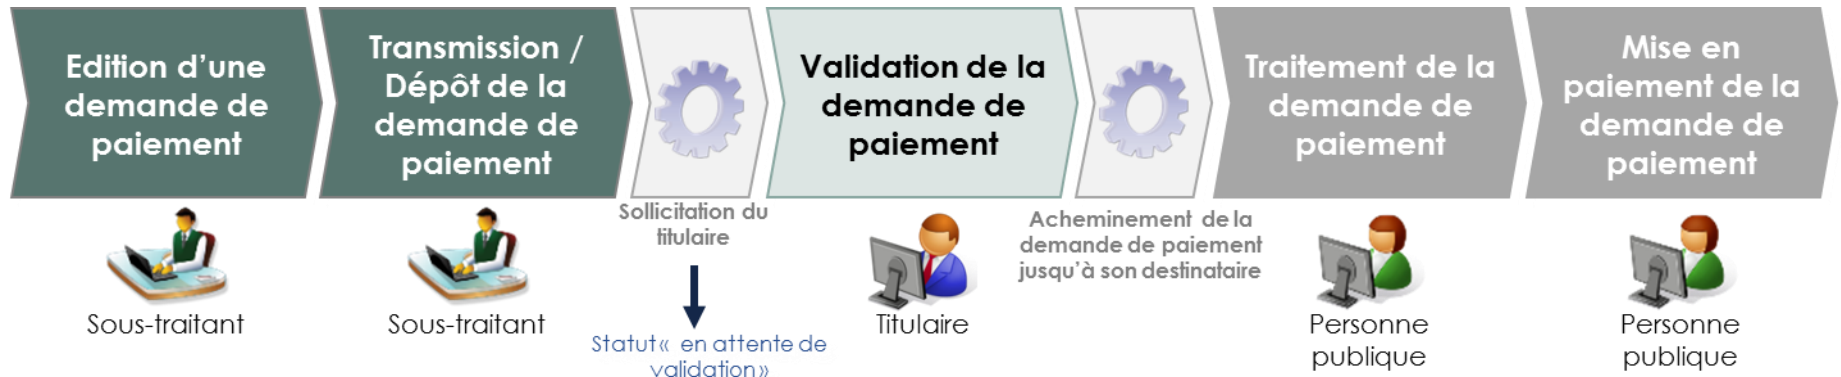 Edition d’une
demande de
paiement
Transmission /
Dépôt de la
demande de
paiement
Validation de la
demande de
paiement
Traitement de la
demande de
paiement
Mise en
paiement de la
demande de
paiement
Sollicitation du
titulaire
Acheminement de la
demande de paiement
jusqu’à son destinataire
Sous-traitant
Sous-traitant
Statut« en attente de
validation»
Titulaire
Personne
publique
Personne
publique